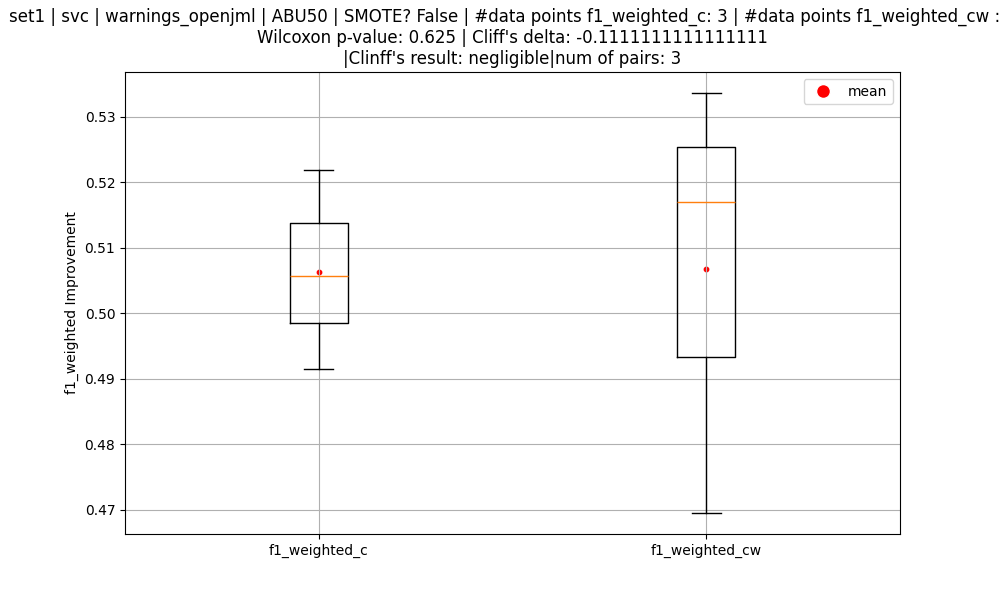 set1 | svc | warnings_openjml | ABU50 | SMOTE? False | #data points f1_weighted_c: 3 | #data points f1_weighted_cw :
Wilcoxon p-value: 0.625 | Cliff's delta: -0.1111111111111111
|Clinff's result: negligible|num of pairs: 3
mean
f1_weighted Improvement
0.53
0.52
0.51
0.50
0.49
0.48
0.47
f1_weighted_c
f1_weighted_cw